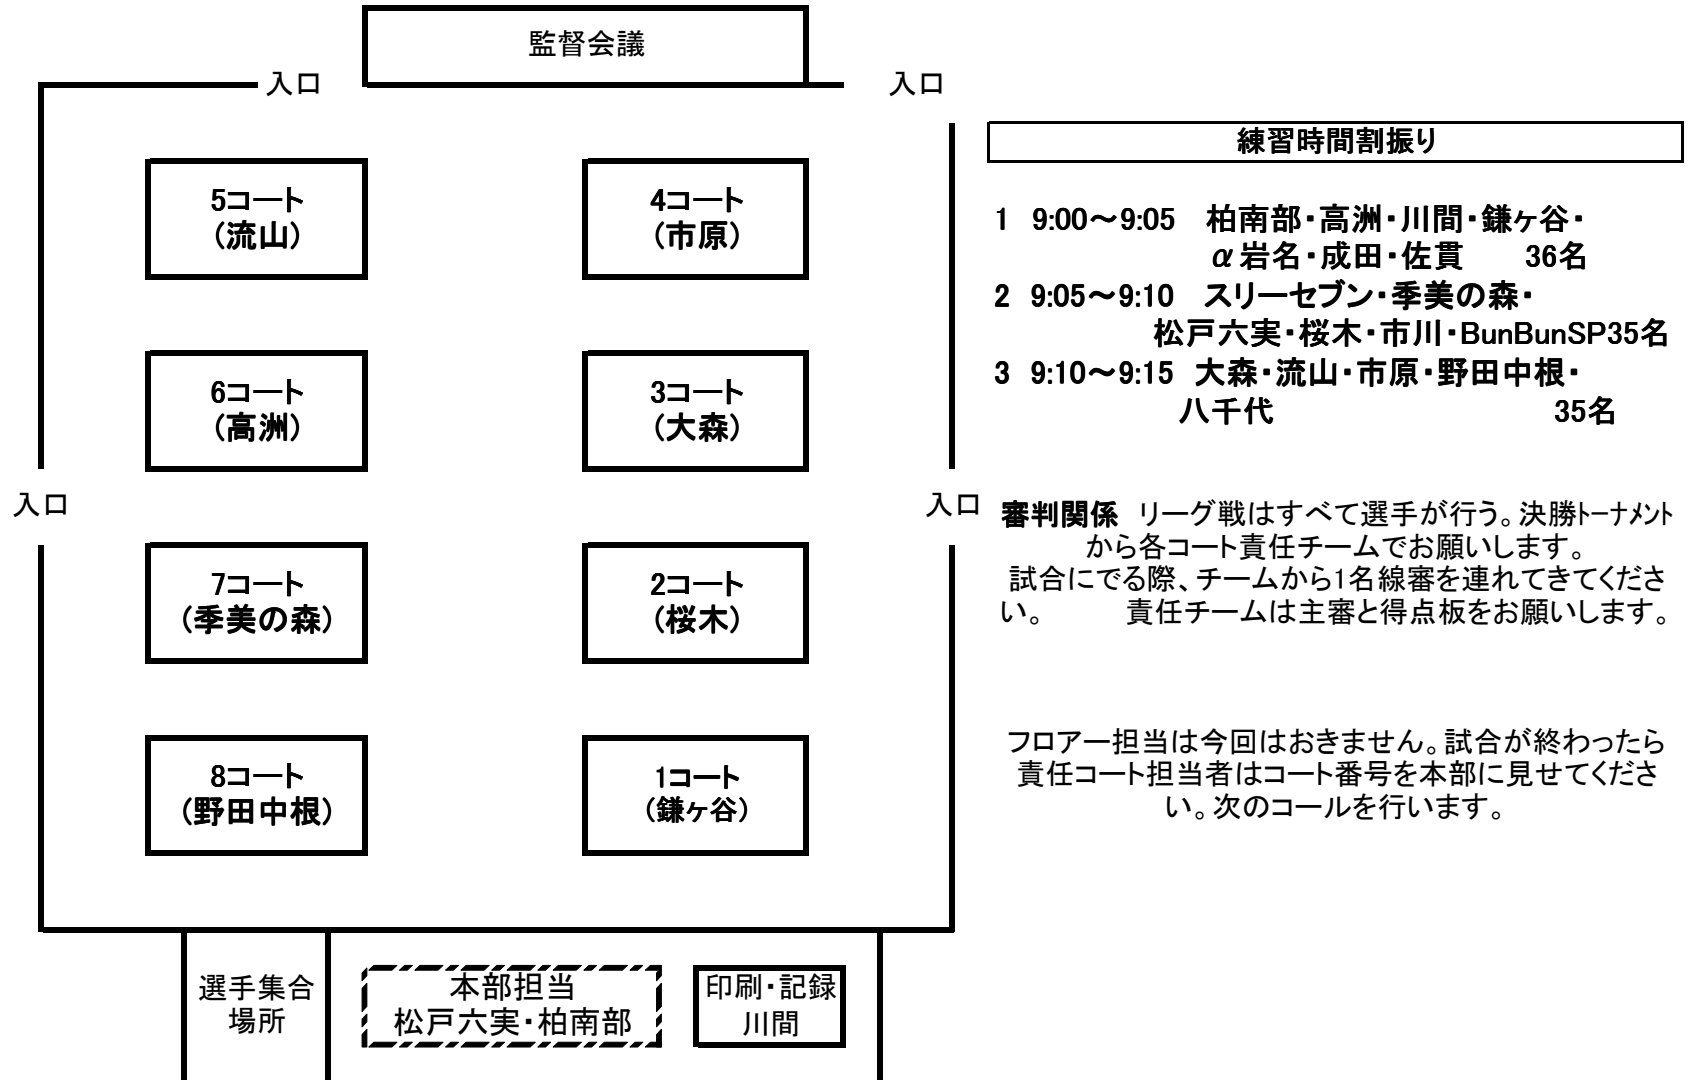 監督会議
入口
入口
5コート
(流山)
4コート
(市原)
6コート
(高洲)
3コート
(大森)
入口
入口
7コート
(季美の森)
2コート
(桜木)
8コート
(野田中根)
1コート
(鎌ヶ谷)
選手集合
場所
本部担当
松戸六実・柏南部
印刷・記録
川間
練習時間割振り
1 9:00～9:05 柏南部・高洲・川間・鎌ヶ谷・
α岩名・成田・佐貫 36名
2 9:05～9:10 スリーセブン・季美の森・
松戸六実・桜木・市川・BunBunSP35名
3 9:10～9:15 大森・流山・市原・野田中根・
八千代 35名
審判関係 リーグ戦はすべて選手が行う。決勝ﾄｰﾅﾒﾝﾄ
から各コート責任チームでお願いします。
試合にでる際、チームから1名線審を連れてきてくださ
い。 責任チームは主審と得点板をお願いします。
フロアー担当は今回はおきません。試合が終わったら
責任コート担当者はコート番号を本部に見せてくださ
い。次のコールを行います。